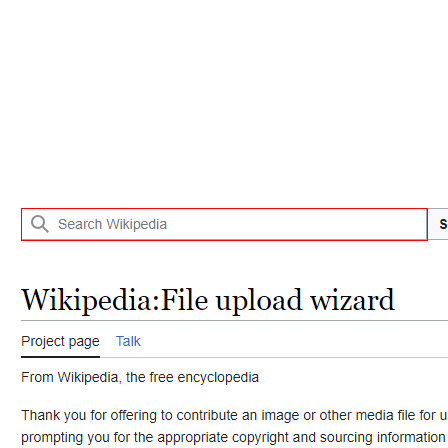 Search Wikipedia
S
Wikipedia:File upload wizard
Project page Talk
From Wikipedia, the free encyclopedia
Thank you for offering to contribute an image or other media file for u
prompting you for the appropriate copyright and sourcing information